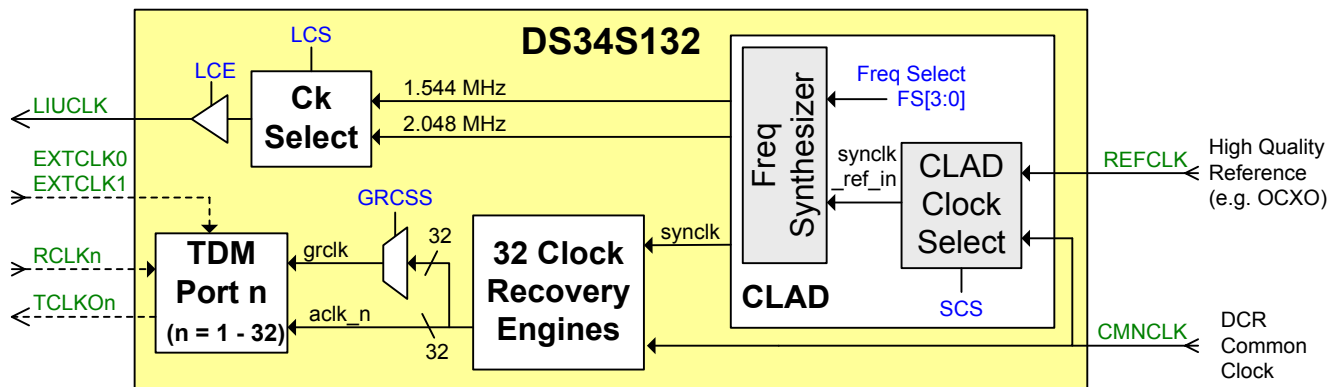 DS34S132
LCS
LCE
Ck
Select
LIUCLK
1.544 MHz
2.048 MHz
Freq
Synthesizer
Freq Select
FS[3:0]
synclk
_ref_in
CLAD
Clock
Select
SCS
CLAD
REFCLK
High Quality
Reference
(e.g. OCXO)
EXTCLK0
EXTCLK1
RCLKn
TCLKOn
TDM
Port n
(n = 1 - 32)
GRCSS
grclk
32
aclk_n
32
32 Clock
Recovery
Engines
synclk
CMNCLK
DCR
Common
Clock